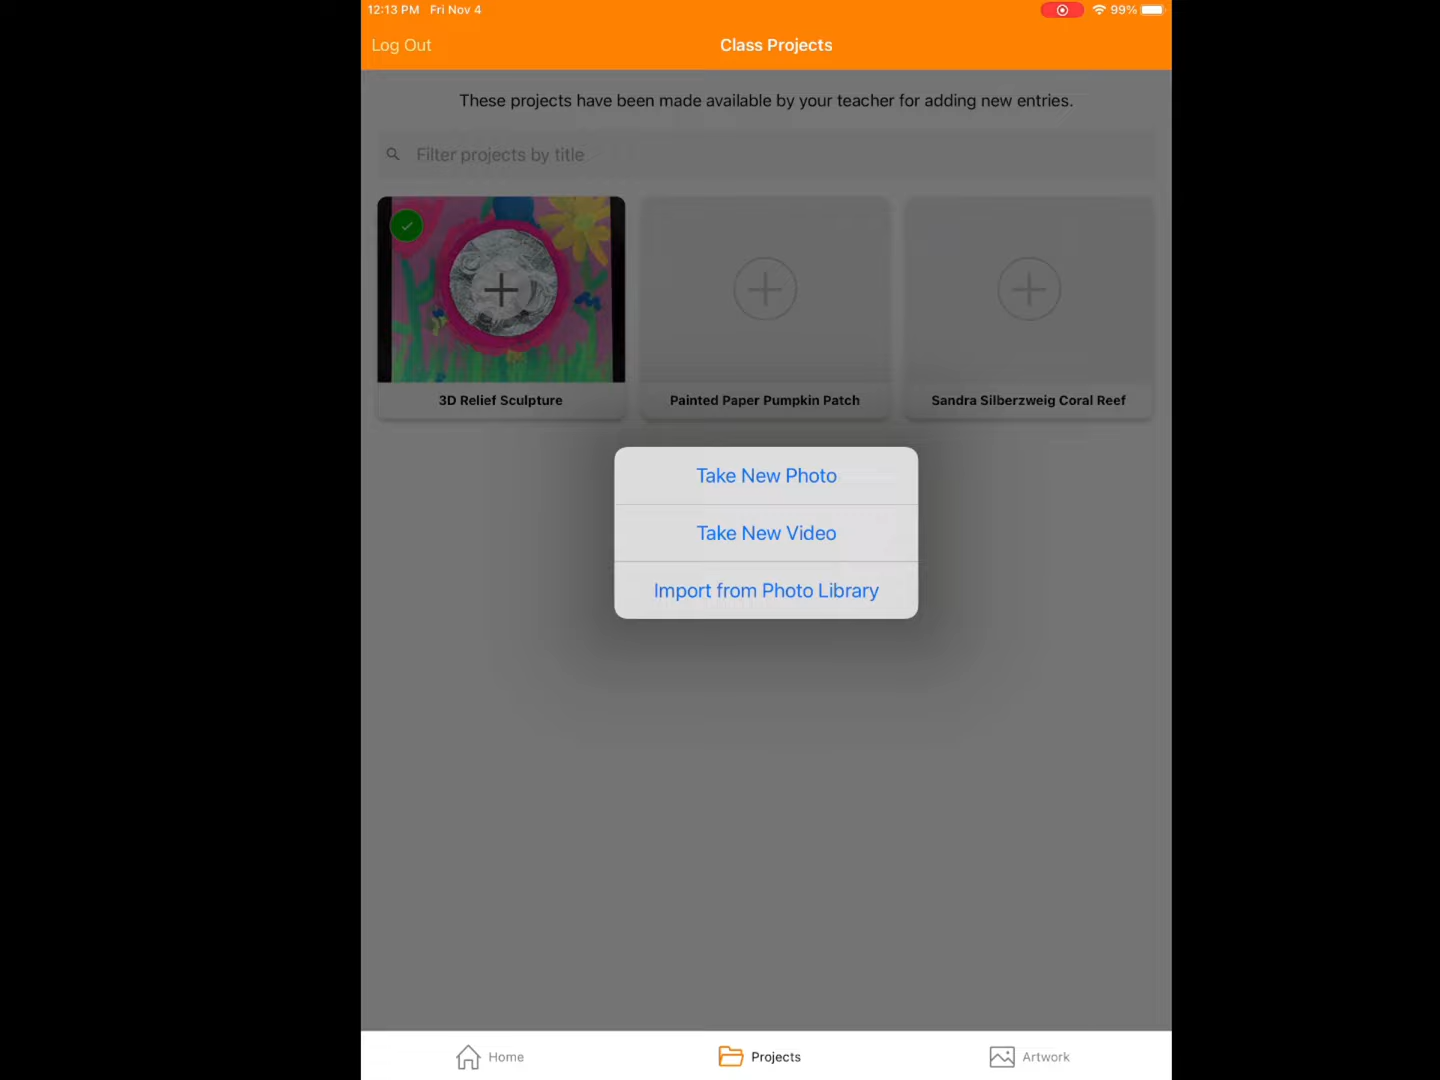 12:13 PM Fri Nov 4
99%
Log Out
Class Projects
These projects have been made available by your teacher for adding new entries.
Filter projects by title
3D Relief Sculpture
Painted Paper Pumpkin Patch
Sandra Silberzweig Coral Reef
Take New Photo
Take New Video
Import from Photo Library
Home
Projects
Artwork